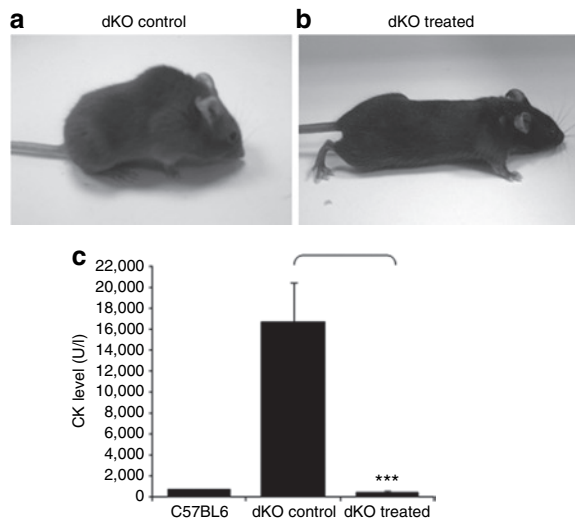 a dKO control
b dKO treated
c
22,000
20,000
18,000
16,000
14,000
12,000
10,000
8,000
6,000
4,000
2,000
0
CK level (U/l)
***
C57BL6 dKO control dKO treated